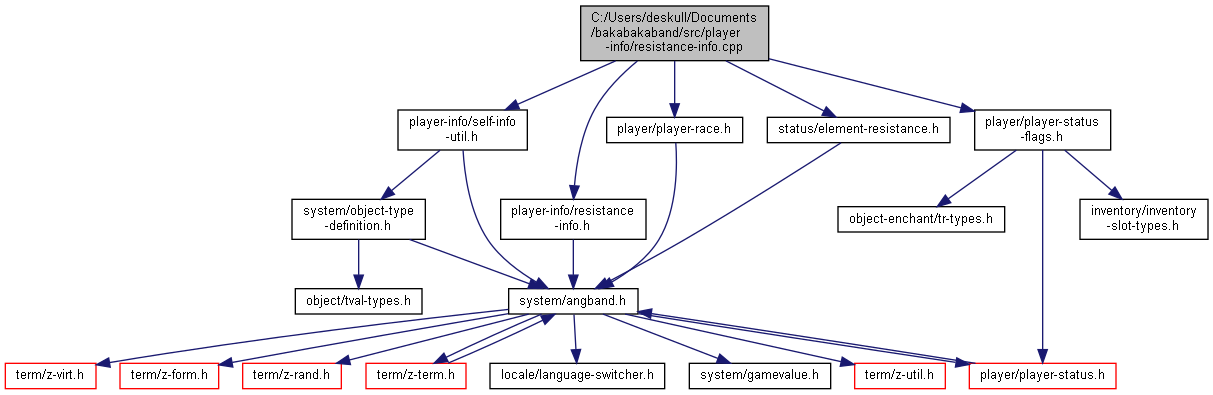 C:/Users/deskull/Documents
/bakabakaband/src/player
-info/resistance-info.cpp
player-info/self-info
-util.h
player/player-race.h
status/element-resistance.h
player/player-status
-flags.h
system/object-type
-definition.h
player-info/resistance
-info.h
object-enchant/tr-types.h
inventory/inventory
-slot-types.h
object/tval-types.h
system/angband.h
term/z-virt.h
term/z-form.h
term/z-rand.h
term/z-term.h
locale/language-switcher.h
system/gamevalue.h
term/z-util.h
player/player-status.h